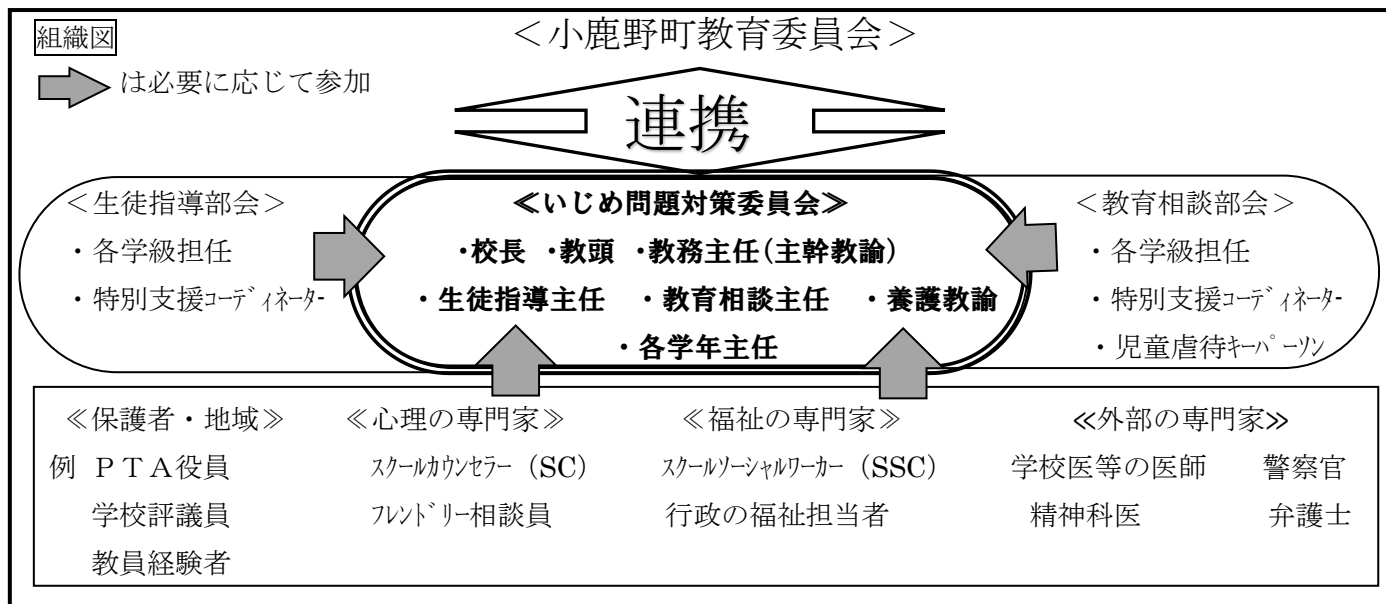 組織図
＜小鹿野町教育委員会＞
は必要に応じて参加
連携
＜生徒指導部会＞
・各学級担任
・特別支援ｺｰﾃﾞｨﾈｰﾀｰ
≪いじめ問題対策委員会≫
・校長 ・教頭 ・教務主任(主幹教諭)
・生徒指導主任 ・教育相談主任 ・養護教諭
・各学年主任
＜教育相談部会＞
・各学級担任
・特別支援ｺｰﾃﾞｨﾈｰﾀｰ
・児童虐待ｷｰﾊﾟｰｿﾝ
≪保護者・地域≫
例 ＰＴＡ役員
学校評議員
教員経験者
≪心理の専門家≫
ｽｸｰﾙｶｳﾝｾﾗｰ（SC）
ﾌﾚﾝﾄﾞﾘｰ相談員
≪福祉の専門家≫
ｽｸｰﾙｿｰｼｬﾙﾜｰｶｰ（SSC）
行政の福祉担当者
≪外部の専門家≫
学校医等の医師 警察官
精神科医 弁護士